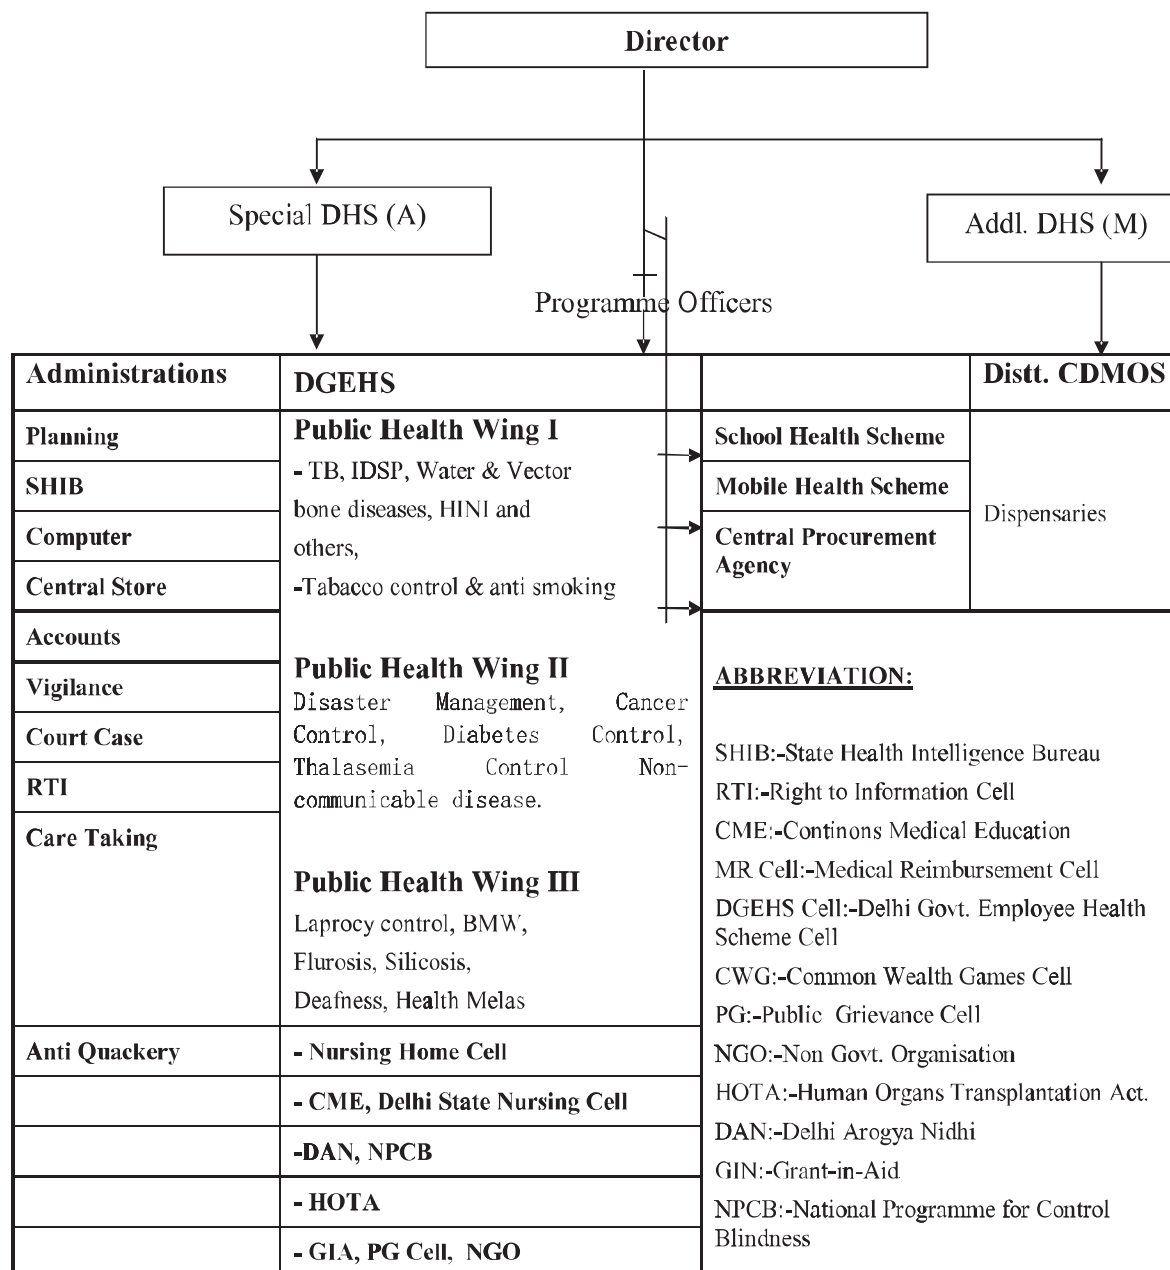 Director
Special DHS (A)
Addl. DHS (M)
Programme Officers
Administrations
DGEHS
Distt. CDMOS
Planning
SHIB
Computer
Central Store
Accounts
Vigilance
Court Case
RTI
Care Taking
Anti Quackery
Public Health Wing I
- TB, IDSP, Water & Vector
bone diseases, HINI and
others,
-Tabacco control & anti smoking
Public Health Wing II
Disaster Management, Cancer
Control, Diabetes Control,
Thalasemia Control Non-
communicable disease.
Public Health Wing III
Laprocy control, BMW,
Flurosis, Silicosis,
Deafness, Health Melas
- Nursing Home Cell
- CME, Delhi State Nursing Cell
-DAN, NPCB
- HOTA
- GIA, PG Cell, NGO
School Health Scheme
Mobile Health Scheme
Central Procurement
Agency
Dispensaries
ABBREVIATION:
SHIB:-State Health Intelligence Bureau
RTI:-Right to Information Cell
CME:-Continons Medical Education
MR Cell:-Medical Reimbursement Cell
DGEHS Cell:-Delhi Govt. Employee Health
Scheme Cell
CWG:-Common Wealth Games Cell
PG:-Public Grievance Cell
NGO:-Non Govt. Organisation
HOTA:-Human Organs Transplantation Act.
DAN:-Delhi Arogya Nidhi
GIN:-Grant-in-Aid
NPCB:-National Programme for Control
Blindness